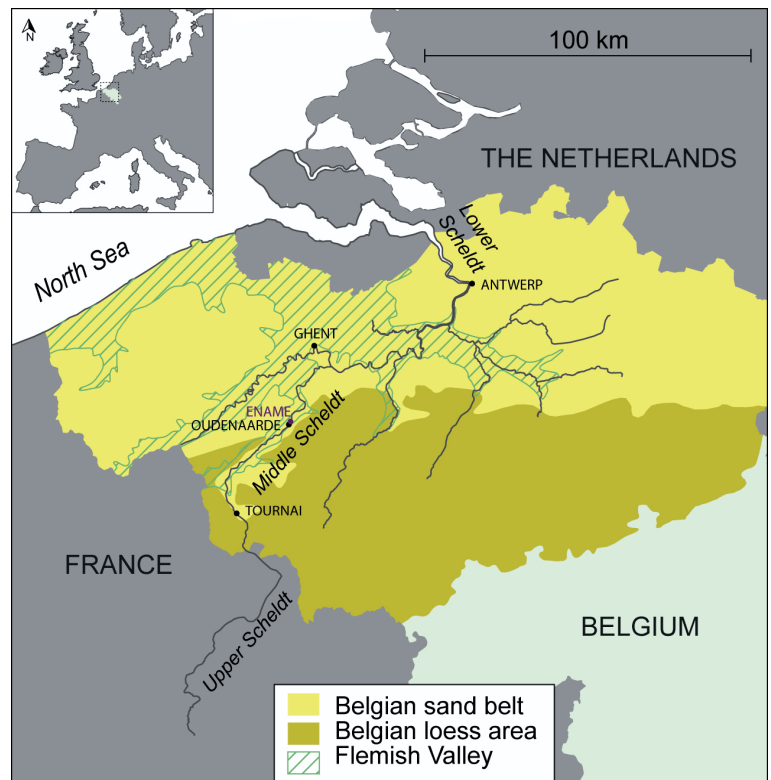 N
100 km
THE NETHERLANDS
North Sea
Lower
Scheldt
ANTWERP
GHENT
ENAME
OUDENAARDE
Middle Scheldt
TOURNAI
FRANCE
Upper Scheldt
BELGIUM
Belgian sand belt
Belgian loess area
Flemish Valley